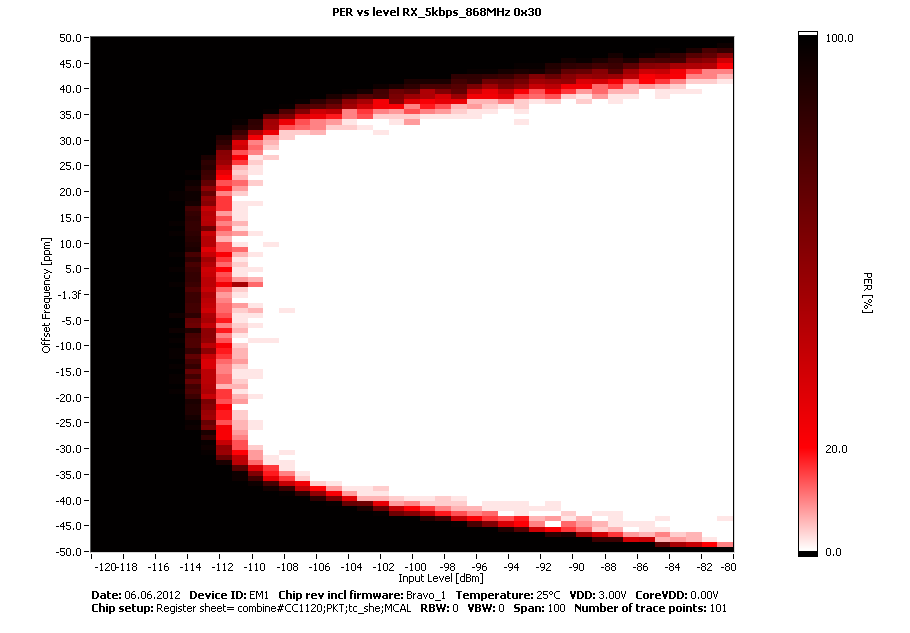 PER vs level RX_5kbps_868MHz 0x30
50.0
45.0
40.0
35.0
30.0
25.0
20.0
15.0
10.0
5.0
-1.3f
-5.0
-10.0
-15.0
-20.0
-25.0
-30.0
-35.0
-40.0
-45.0
-50.0
Offset Frequency [ppm]
-120 -118 -116 -114 -112 -110 -108 -106 -104 -102 -100 -98 -96 -94 -92 -90 -88 -86 -84 -82 -80
Input Level [dBm]
100.0
20.0
0.0
PER [%]
Date: 06.06.2012 Device ID: EM1 Chip rev incl firmware: Bravo_1 Temperature: 25°C VDD: 3.00V CoreVDD: 0.00V
Chip setup: Register sheet= combine#CC1120;PKT;tc_she;MCAL RBW: 0 VBW: 0 Span: 100 Number of trace points: 101